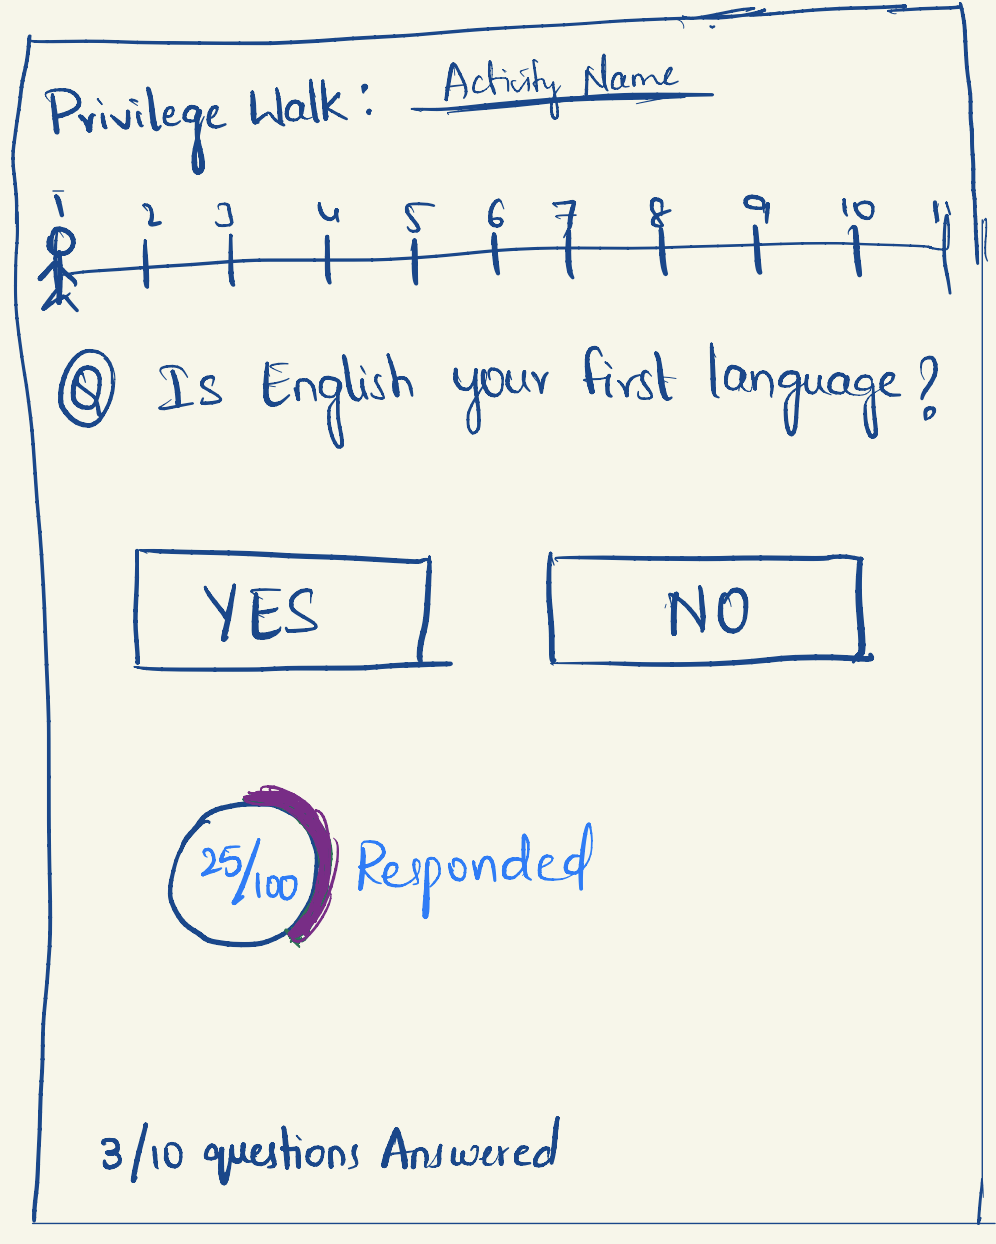 Privilege Walk: Activity Name
1 2 3 4 5 6 7 8 9 10 11
Q Is English your first language?
YES NO
25/100 Responded
3/10 questions Answered